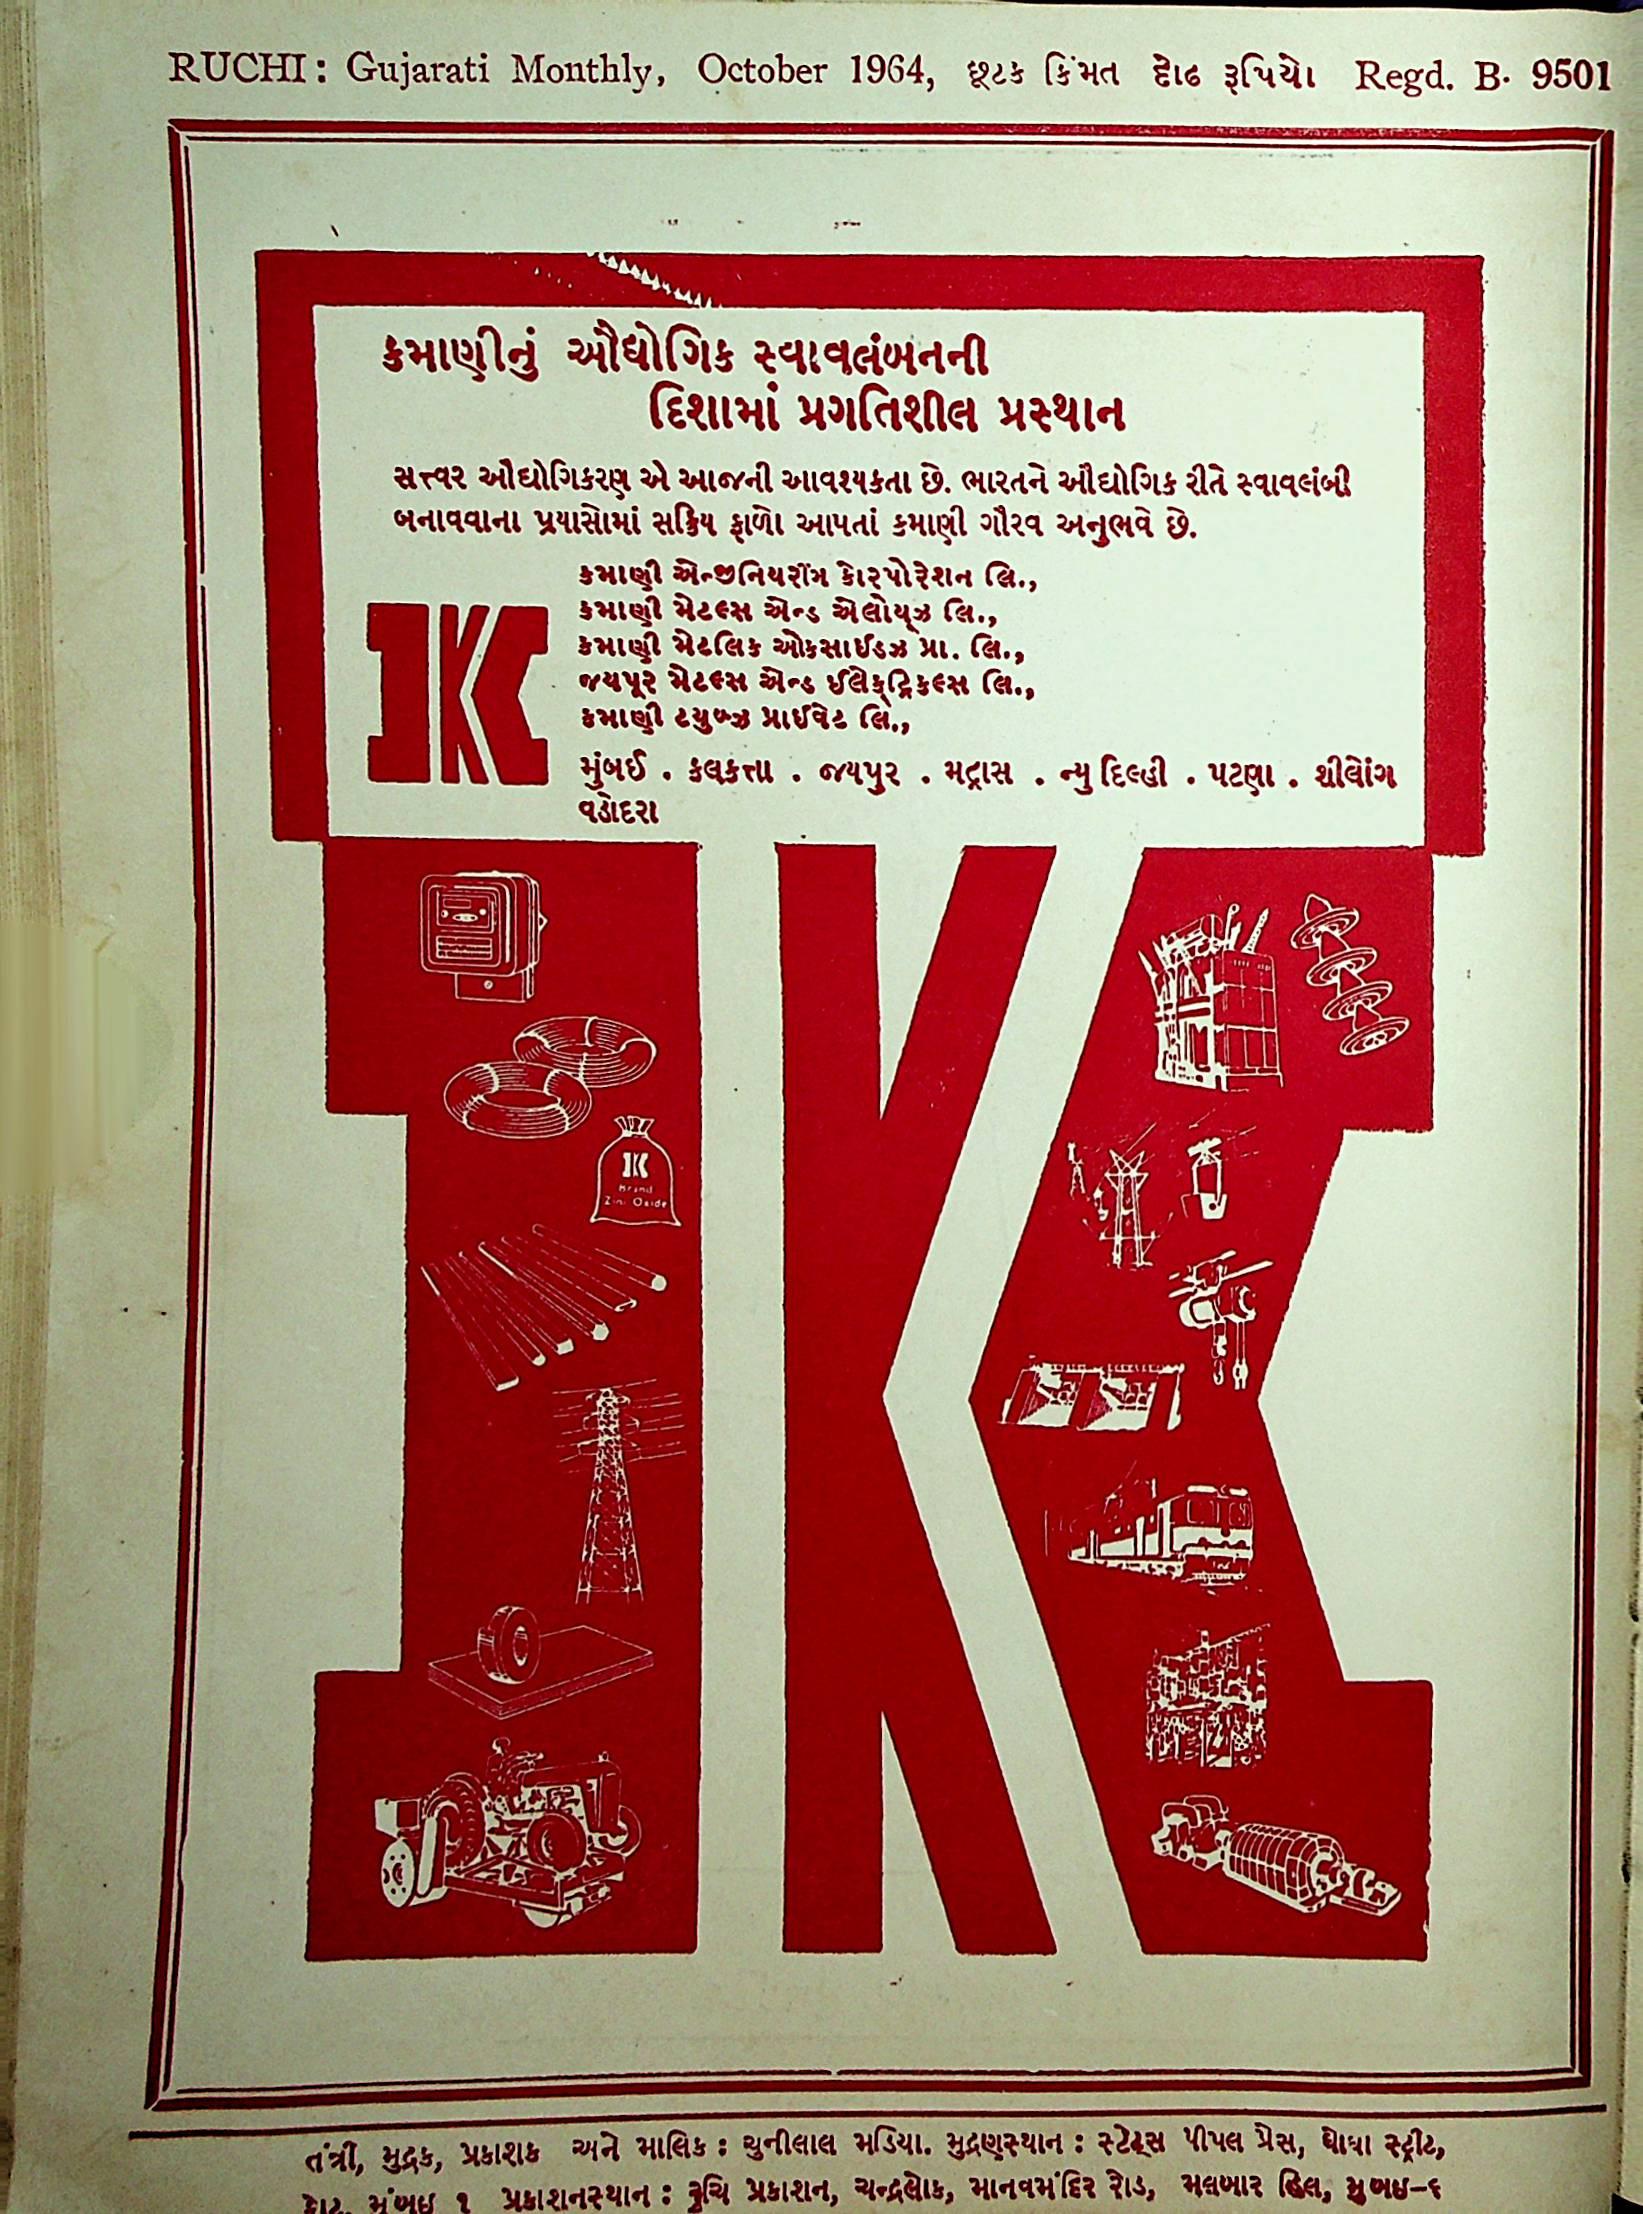 RUCHI: Gujarati Monthly, October 1964, છૂટક કિંમત દોઢ રૂપિયો Regd. B. 9501
કમાણીનું ઔદ્યોગિક સ્વાવલંબનની
દિશામાં પ્રગતિશીલ પ્રસ્થાન
સત્ત્વર ઔદ્યોગિકરણ એ આજની આવશ્યકતા છે. ભારતને ઔદ્યોગિક રીતે સ્વાવલંબી
બનાવવાના પ્રયાસોમાં સક્રિય ફાળો આપતાં કમાણી ગૌરવ અનુભવે છે.
કમાણી એન્જીનિયરીંગ કોરપોરેશન લિ.,
કમાણી મેટલ્સ એન્ડ એલોયઝ લિ.,
કમાણી મેટલિક ઓકસાઈડઝ પ્રા. લિ.,
જયપૂર મેટલ્સ એન્ડ ઈલેક્ટ્રિકલ્સ લિ.,
કમાણી ટયુબ્ઝ પ્રાઈવેટ લિ.,
મુંબઈ . કલકત્તા . જયપુર . મદ્રાસ . ન્યુ દિલ્હી . પટણા . શીલોંગ
વડોદરા
JK
JK
Brand
Zinc Oxide
તંત્રી, મુદ્રક, પ્રકાશક અને માલિક : ચુનીલાલ મડિયા. મુદ્રણસ્થાન : સ્ટેટ્સ પીપલ પ્રેસ, ઘોઘા સ્ટ્રીટ,
કોટ, મુંબઇ ૧ પ્રકાશનસ્થાન : રુચિ પ્રકાશન, ચન્દ્રલોક, માનવમંદિર રોડ, મલબાર હિલ, મુંબઇ–૬